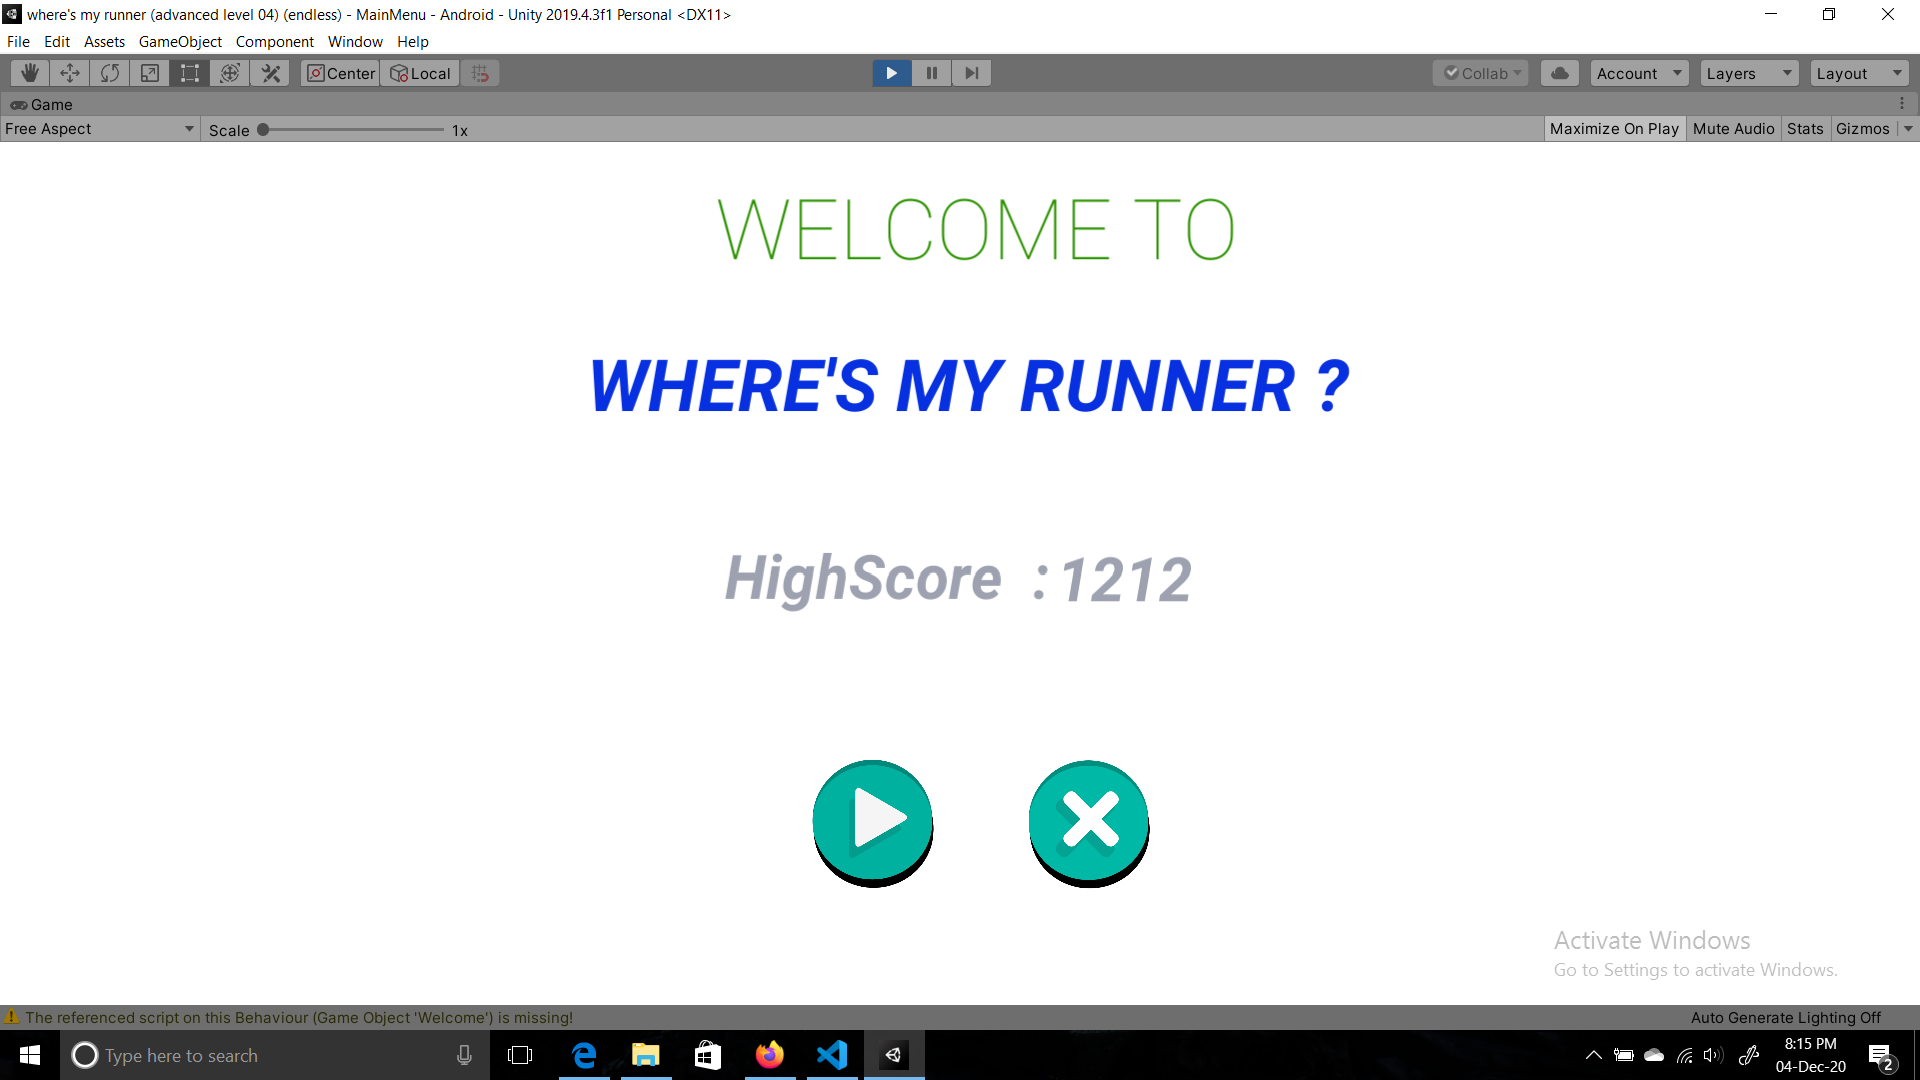 where's my runner (advanced level 04) (endless) - MainMenu - Android - Unity 2019.4.3f1 Personal <DX11>
File Edit Assets GameObject Component Window Help
Center Local Collab Account Layers Layout
Game
Free Aspect Scale 1x Maximize On Play Mute Audio Stats Gizmos
WELCOME TO
WHERE'S MY RUNNER ?
HighScore : 1212
Activate Windows
Go to Settings to activate Windows.
The referenced script on this Behaviour (Game Object 'Welcome') is missing!
Auto Generate Lighting Off
Type here to search
8:15 PM
04-Dec-20
2